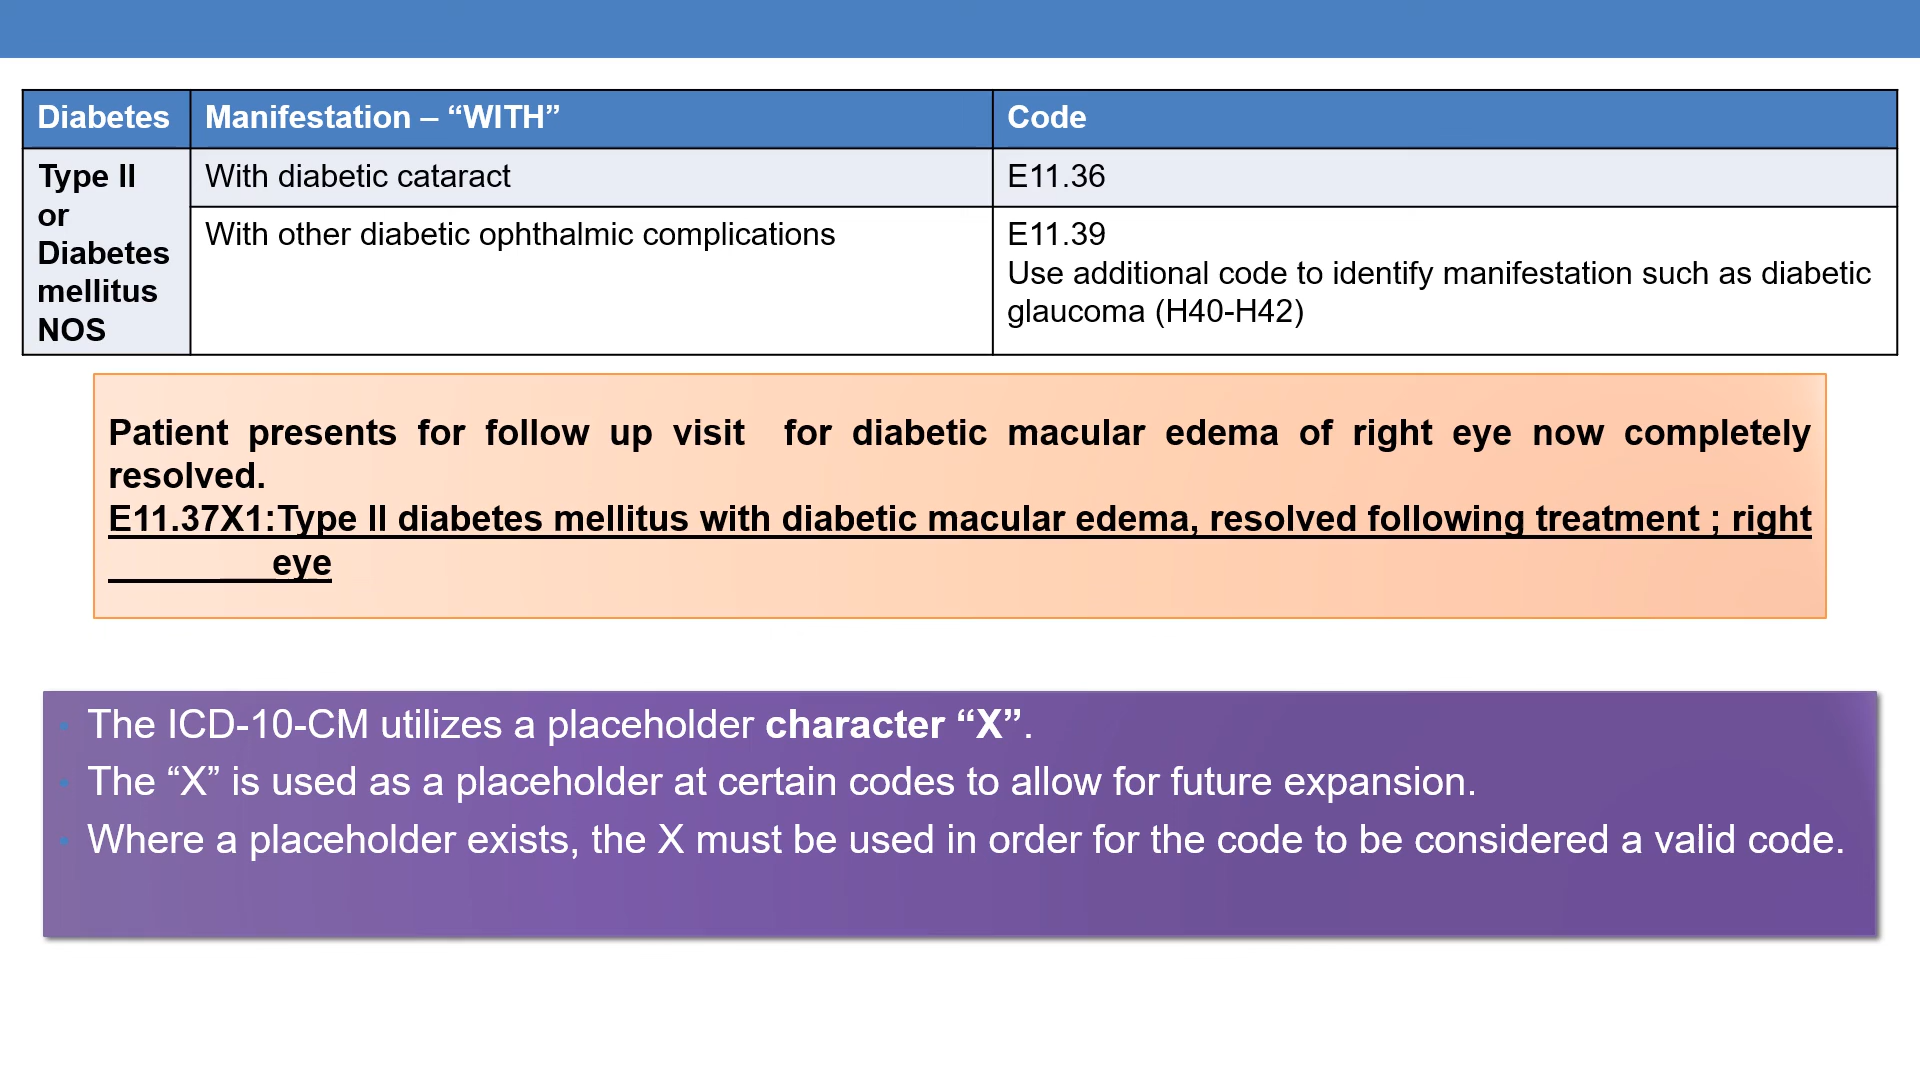 Diabetes
Manifestation – “WITH”
Code
Type II
or
Diabetes
mellitus
NOS
With diabetic cataract
E11.36
With other diabetic ophthalmic complications
E11.39
Use additional code to identify manifestation such as diabetic
glaucoma (H40-H42)
Patient presents for follow up visit for diabetic macular edema of right eye now completely
resolved.
E11.37X1:Type II diabetes mellitus with diabetic macular edema, resolved following treatment ; right
eye
• The ICD-10-CM utilizes a placeholder character “X”.
• The “X” is used as a placeholder at certain codes to allow for future expansion.
• Where a placeholder exists, the X must be used in order for the code to be considered a valid code.